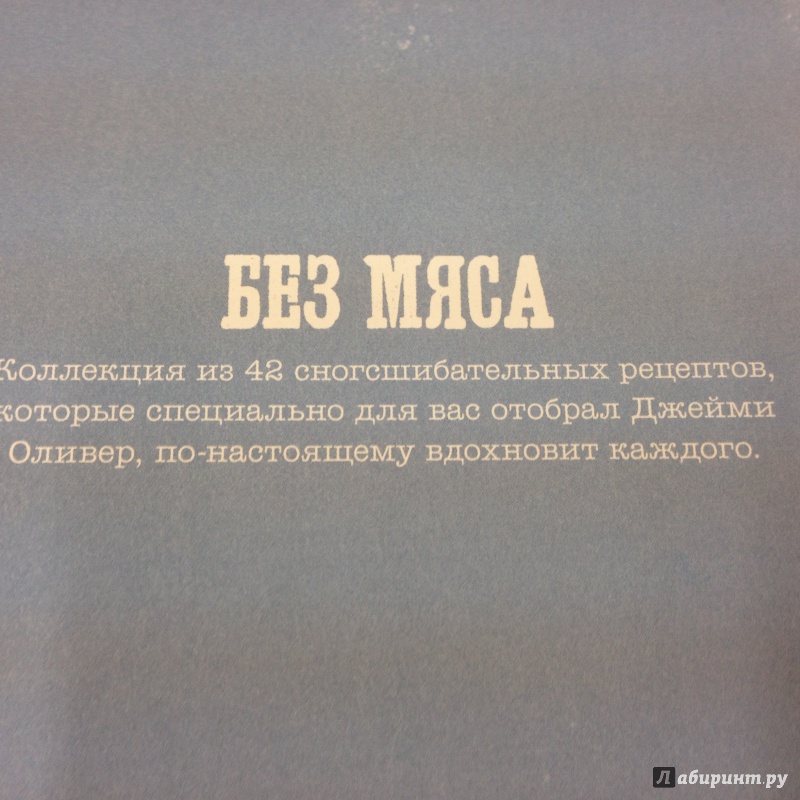 БЕЗ МЯСА
Коллекция из 42 сногсшибательных рецептов,
которые специально для вас отобрал Джейми
Оливер, по-настоящему вдохновит каждого.
Лабиринт.ру